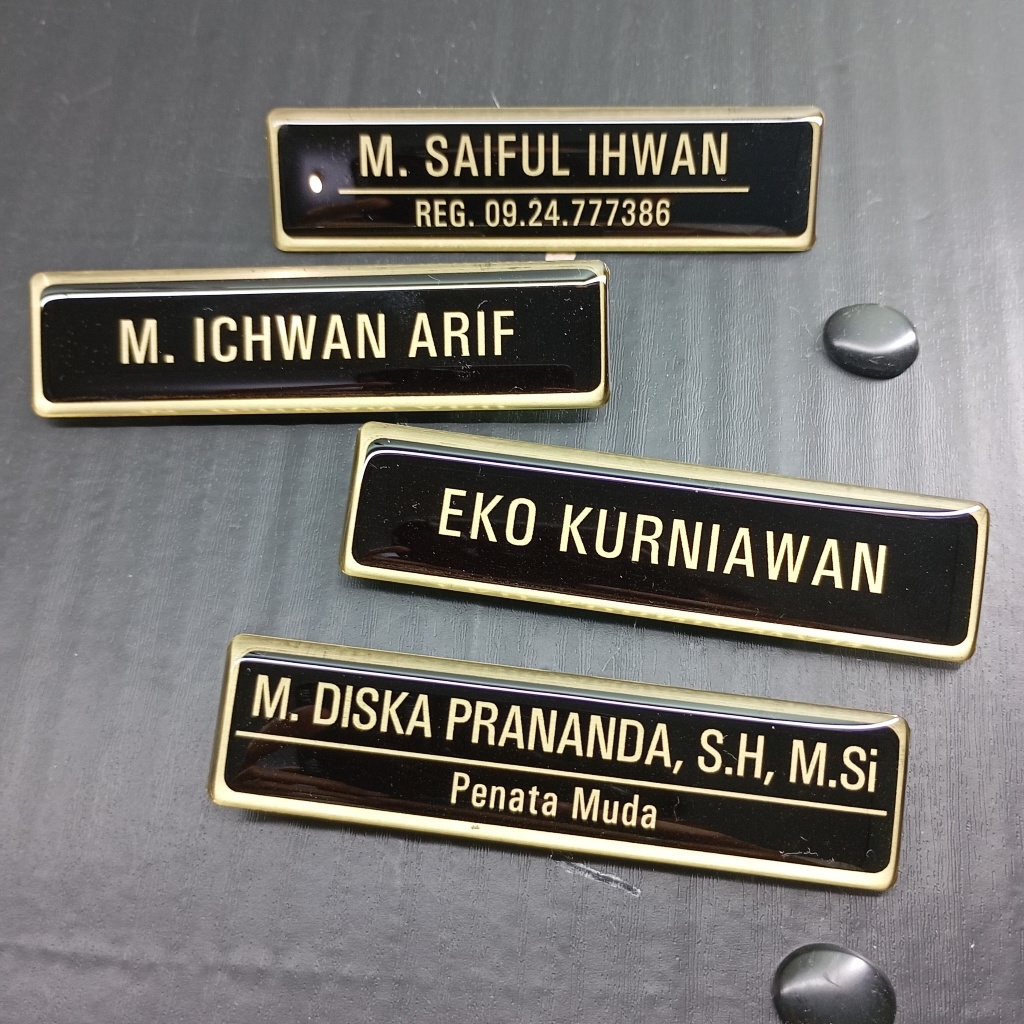 M. SAIFUL IHWAN
REG. 09.24.777386
M. ICHWAN ARIF
EKO KURNIAWAN
M. DISKA PRANANDA, S.H, M.Si
Penata Muda